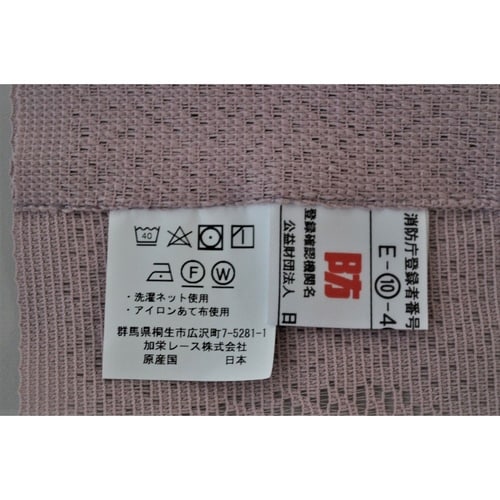 40
F W
・洗濯ネット使用
・アイロンあて布使用
群馬県桐生市広沢町7-5281-1
加栄レース株式会社
原産国 日本
消防庁登録者番号
E-⑩-4
防炎
登録確認機関名
公益財団法人 日